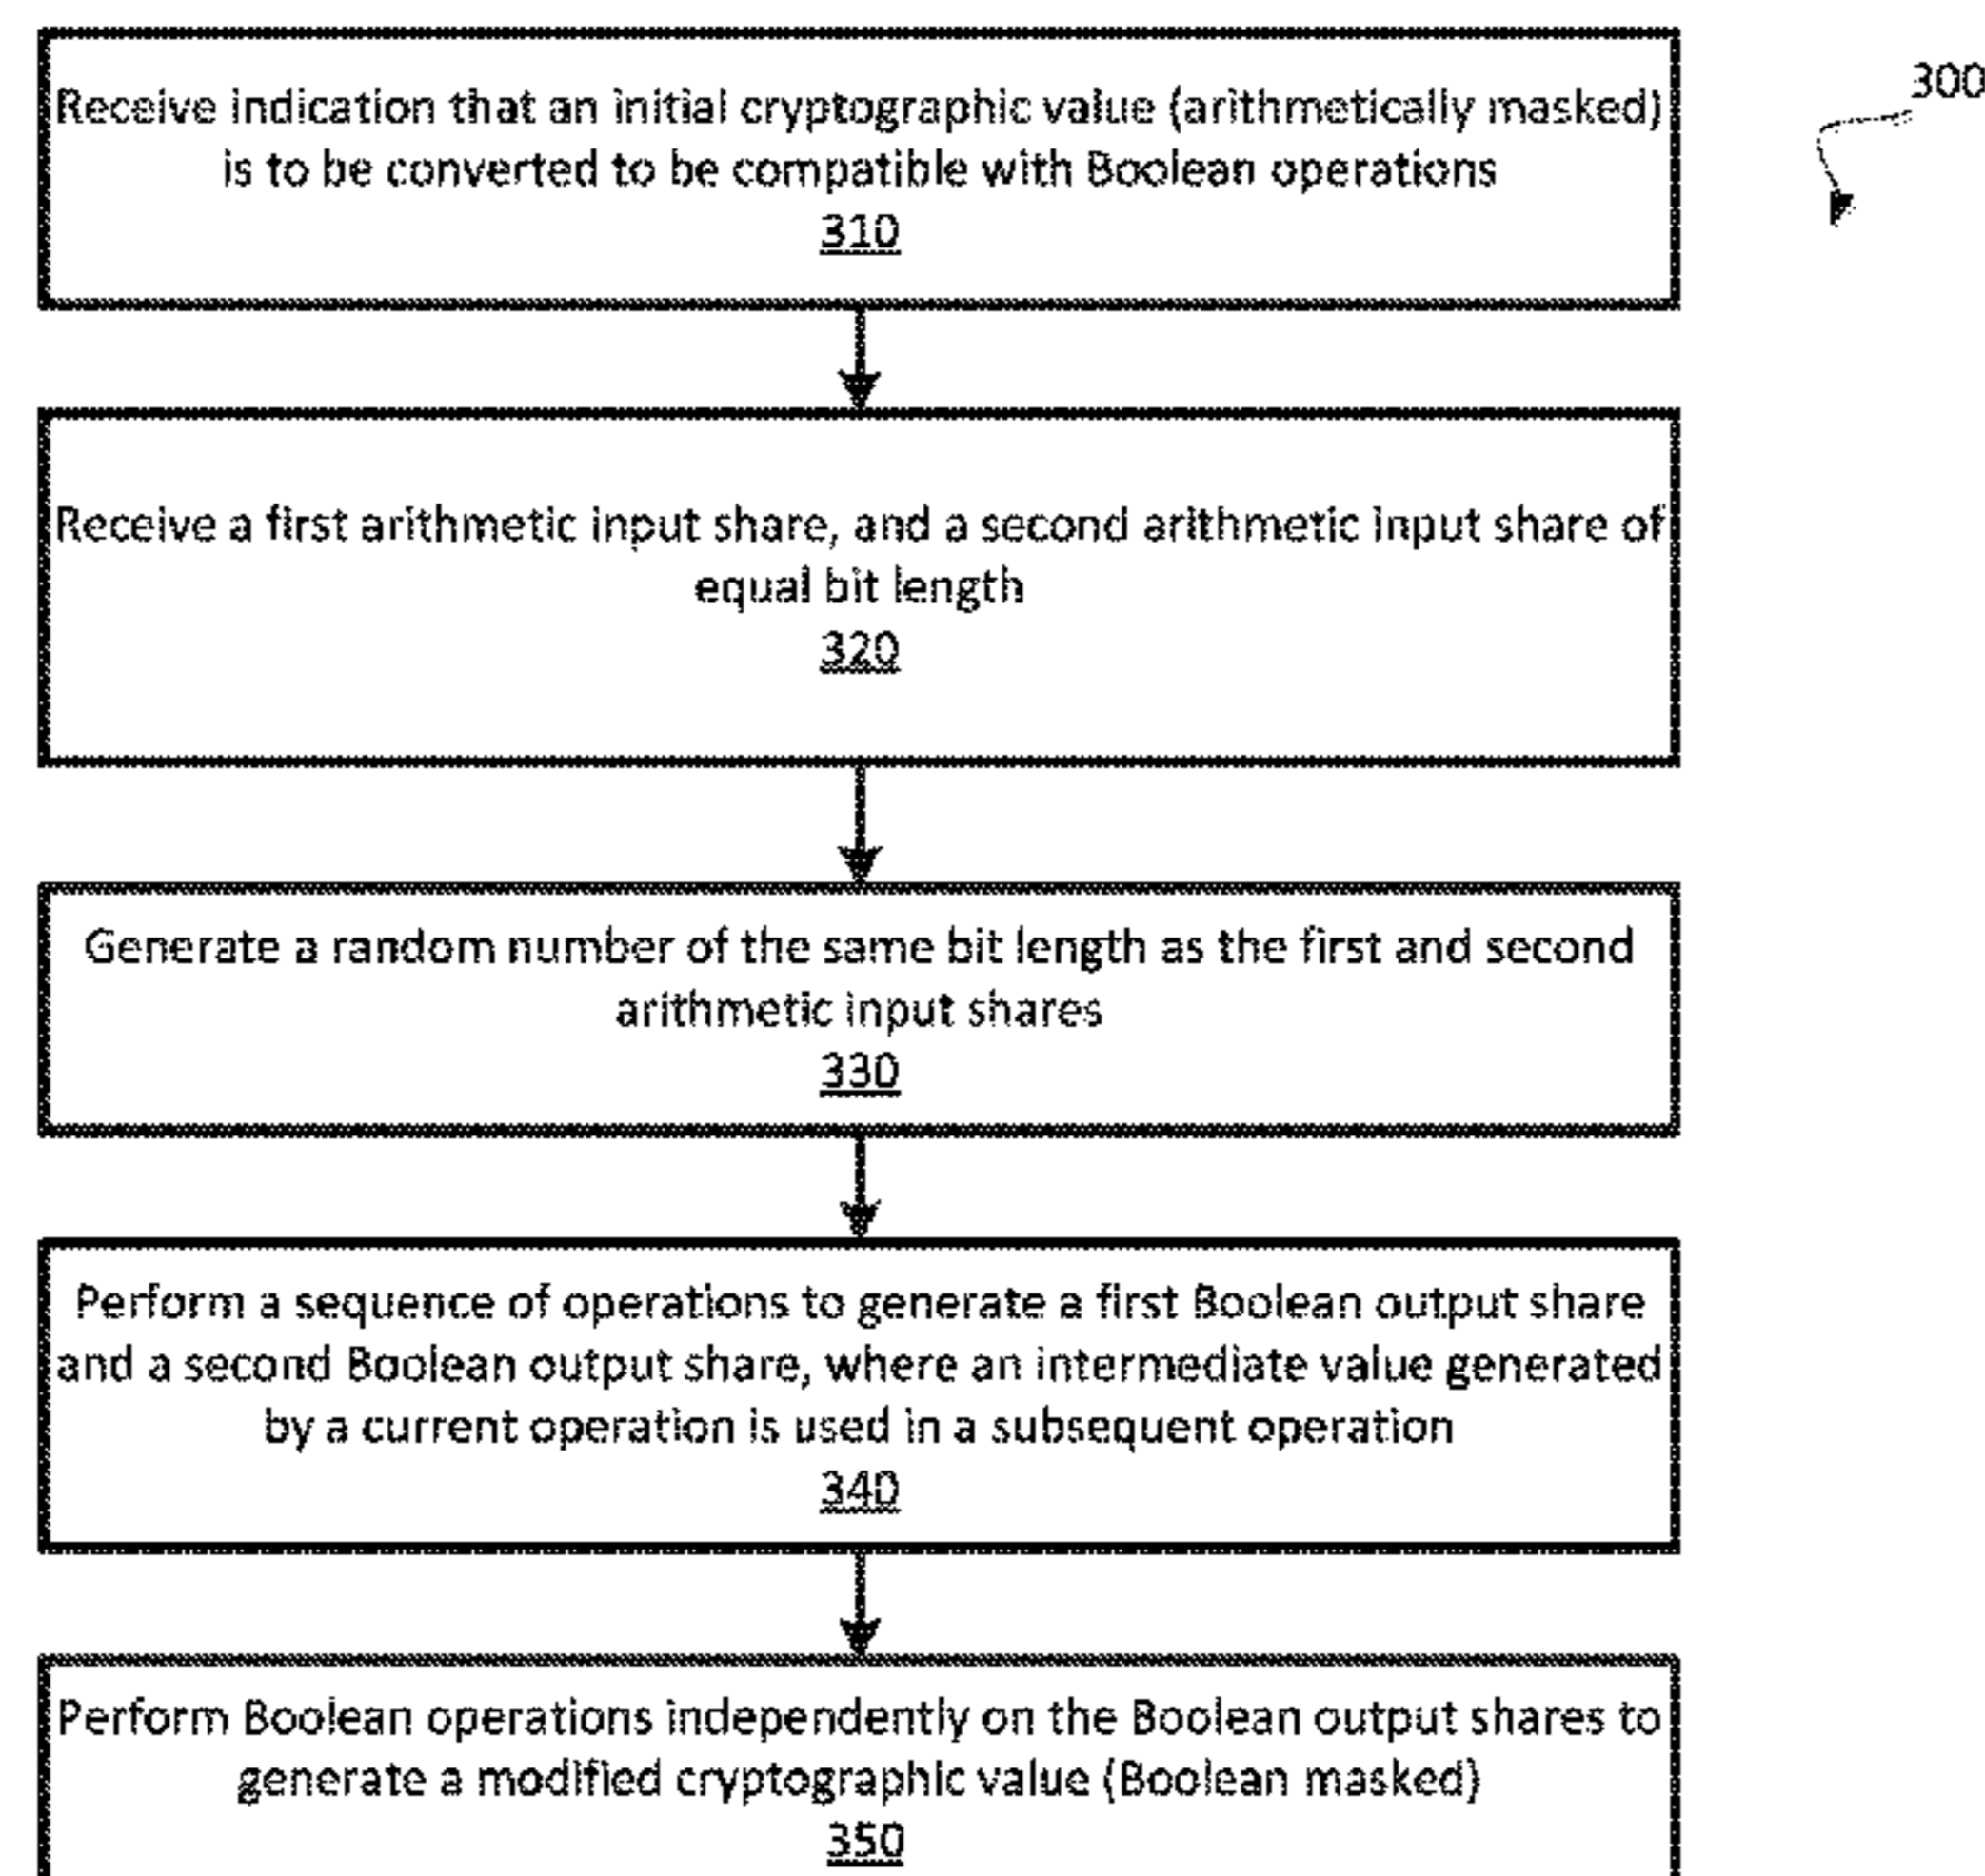 300
Receive indication that an initial cryptographic value (arithmetically masked)
is to be converted to be compatible with Boolean operations
310
Receive a first arithmetic input share, and a second arithmetic input share of
equal bit length
320
Generate a random number of the same bit length as the first and second
arithmetic input shares
330
Perform a sequence of operations to generate a first Boolean output share
and a second Boolean output share, where an intermediate value generated
by a current operation is used in a subsequent operation
340
Perform Boolean operations independently on the Boolean output shares to
generate a modified cryptographic value (Boolean masked)
350